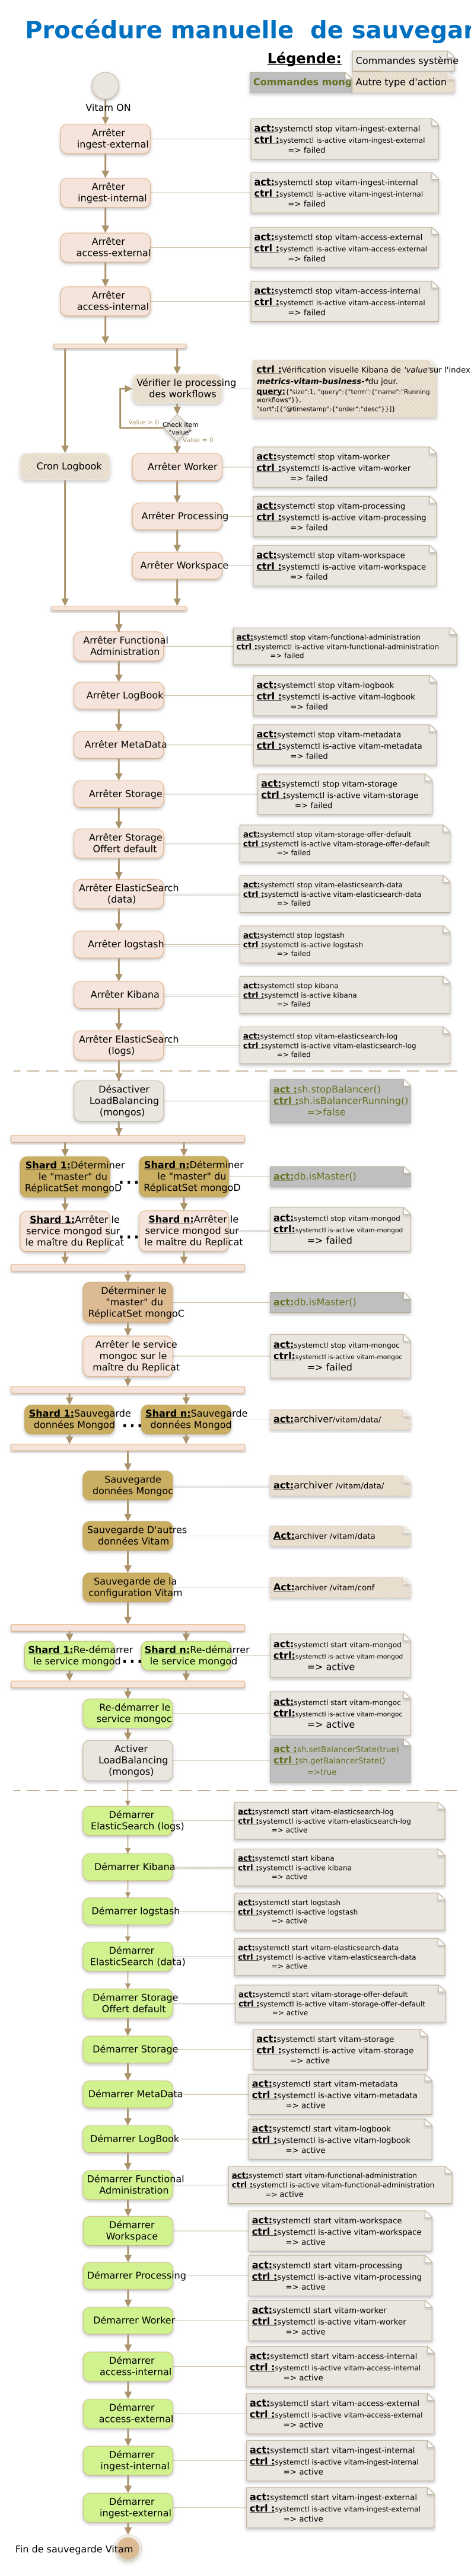 Procédure manuelle  de sauvegar
Légende:
Commandes système
Commandes mong
Autre type d'action
Vitam ON
Arrêter
ingest-external
act:systemctl stop vitam-ingest-external
ctrl :systemctl is-active vitam-ingest-external
=> failed
Arrêter
ingest-internal
act:systemctl stop vitam-ingest-internal
ctrl :systemctl is-active vitam-ingest-internal
=> failed
Arrêter
access-external
act:systemctl stop vitam-access-external
ctrl :systemctl is-active vitam-access-external
=> failed
Arrêter
access-internal
act:systemctl stop vitam-access-internal
ctrl :systemctl is-active vitam-access-internal
=> failed
Vérifier le processing
des workflows
ctrl :Vérification visuelle Kibana de 'value'sur l'index
metrics-vitam-business-*du jour.
query:{"size":1, "query":{"term":{"name":"Running
workflows"}},
"sort":[{"@timestamp":{"order":"desc"}}]}
Value > 0
Check item
"value"
Value = 0
Cron Logbook
Arrêter Worker
act:systemctl stop vitam-worker
ctrl :systemctl is-active vitam-worker
=> failed
Arrêter Processing
act:systemctl stop vitam-processing
ctrl :systemctl is-active vitam-processing
=> failed
Arrêter Workspace
act:systemctl stop vitam-workspace
ctrl :systemctl is-active vitam-workspace
=> failed
Arrêter Functional
Administration
act:systemctl stop vitam-functional-administration
ctrl :systemctl is-active vitam-functional-administration
=> failed
Arrêter LogBook
act:systemctl stop vitam-logbook
ctrl :systemctl is-active vitam-logbook
=> failed
Arrêter MetaData
act:systemctl stop vitam-metadata
ctrl :systemctl is-active vitam-metadata
=> failed
Arrêter Storage
act:systemctl stop vitam-storage
ctrl :systemctl is-active vitam-storage
=> failed
Arrêter Storage
Offert default
act:systemctl stop vitam-storage-offer-default
ctrl :systemctl is-active vitam-storage-offer-default
=> failed
Arrêter ElasticSearch
(data)
act:systemctl stop vitam-elasticsearch-data
ctrl :systemctl is-active vitam-elasticsearch-data
=> failed
Arrêter logstash
act:systemctl stop logstash
ctrl :systemctl is-active logstash
=> failed
Arrêter Kibana
act:systemctl stop kibana
ctrl :systemctl is-active kibana
=> failed
Arrêter ElasticSearch
(logs)
act:systemctl stop vitam-elasticsearch-log
ctrl :systemctl is-active vitam-elasticsearch-log
=> failed
Désactiver
LoadBalancing
(mongos)
act :sh.stopBalancer()
ctrl :sh.isBalancerRunning()
=>false
Shard 1:Déterminer
le "master" du
RéplicatSet mongoD
...
Shard n:Déterminer
le "master" du
RéplicatSet mongoD
act:db.isMaster()
Shard 1:Arrêter le
service mongod sur
le maître du Replicat
...
Shard n:Arrêter le
service mongod sur
le maître du Replicat
act:systemctl stop vitam-mongod
ctrl:systemctl is-active vitam-mongod
=> failed
Déterminer le
"master" du
RéplicatSet mongoC
act:db.isMaster()
Arrêter le service
mongoc sur le
maître du Replicat
act:systemctl stop vitam-mongoc
ctrl:systemctl is-active vitam-mongoc
=> failed
Shard 1:Sauvegarde
données Mongod
...
Shard n:Sauvegarde
données Mongod
act:archiver/vitam/data/
Sauvegarde
données Mongoc
act:archiver /vitam/data/
Sauvegarde D'autres
données Vitam
Act:archiver /vitam/data
Sauvegarde de la
configuration Vitam
Act:archiver /vitam/conf
Shard 1:Re-démarrer
le service mongod
...
Shard n:Re-démarrer
le service mongod
act:systemctl start vitam-mongod
ctrl:systemctl is-active vitam-mongod
=> active
Re-démarrer le
service mongoc
act:systemctl start vitam-mongoc
ctrl:systemctl is-active vitam-mongoc
=> active
Activer
LoadBalancing
(mongos)
act :sh.setBalancerState(true)
ctrl :sh.getBalancerState()
=>true
Démarrer
ElasticSearch (logs)
act:systemctl start vitam-elasticsearch-log
ctrl :systemctl is-active vitam-elasticsearch-log
=> active
Démarrer Kibana
act:systemctl start kibana
ctrl :systemctl is-active kibana
=> active
Démarrer logstash
act:systemctl start logstash
ctrl :systemctl is-active logstash
=> active
Démarrer
ElasticSearch (data)
act:systemctl start vitam-elasticsearch-data
ctrl :systemctl is-active vitam-elasticsearch-data
=> active
Démarrer Storage
Offert default
act:systemctl start vitam-storage-offer-default
ctrl :systemctl is-active vitam-storage-offer-default
=> active
Démarrer Storage
act:systemctl start vitam-storage
ctrl :systemctl is-active vitam-storage
=> active
Démarrer MetaData
act:systemctl start vitam-metadata
ctrl :systemctl is-active vitam-metadata
=> active
Démarrer LogBook
act:systemctl start vitam-logbook
ctrl :systemctl is-active vitam-logbook
=> active
Démarrer Functional
Administration
act:systemctl start vitam-functional-administration
ctrl :systemctl is-active vitam-functional-administration
=> active
Démarrer
Workspace
act:systemctl start vitam-workspace
ctrl :systemctl is-active vitam-workspace
=> active
Démarrer Processing
act:systemctl start vitam-processing
ctrl :systemctl is-active vitam-processing
=> active
Démarrer Worker
act:systemctl start vitam-worker
ctrl :systemctl is-active vitam-worker
=> active
Démarrer
access-internal
act:systemctl start vitam-access-internal
ctrl :systemctl is-active vitam-access-internal
=> active
Démarrer
access-external
act:systemctl start vitam-access-external
ctrl :systemctl is-active vitam-access-external
=> active
Démarrer
ingest-internal
act:systemctl start vitam-ingest-internal
ctrl :systemctl is-active vitam-ingest-internal
=> active
Démarrer
ingest-external
act:systemctl start vitam-ingest-external
ctrl :systemctl is-active vitam-ingest-external
=> active
Fin de sauvegarde Vitam